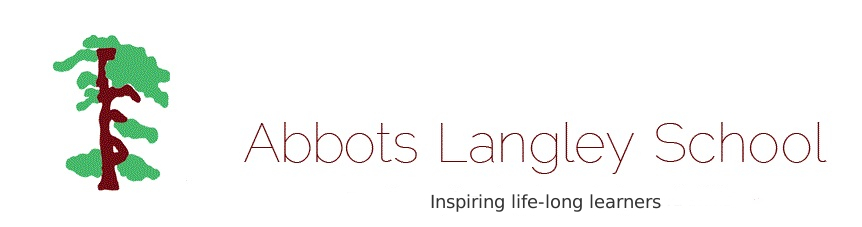 Abbots Langley School
Inspiring life-long learners